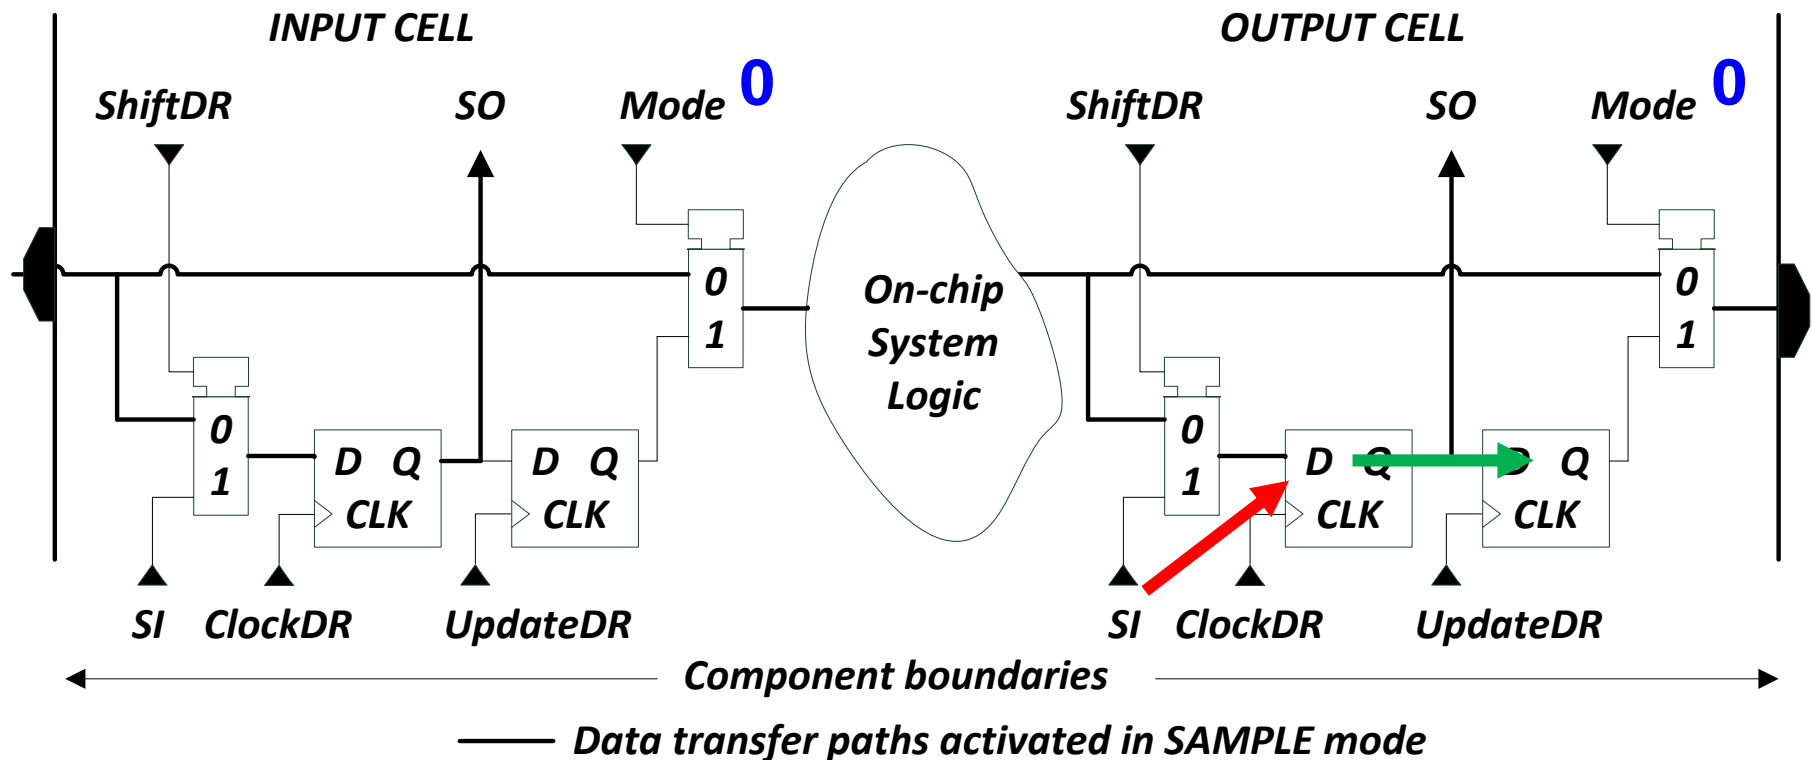 INPUT CELL
OUTPUT CELL
ShiftDR
SO
Mode 0
ShiftDR
SO
Mode 0
0
1
On-chip
System
Logic
0
1
0
1
D Q
CLK
D Q
CLK
0
1
D Q
CLK
D Q
CLK
SI
ClockDR
UpdateDR
SI
ClockDR
UpdateDR
Component boundaries
Data transfer paths activated in SAMPLE mode